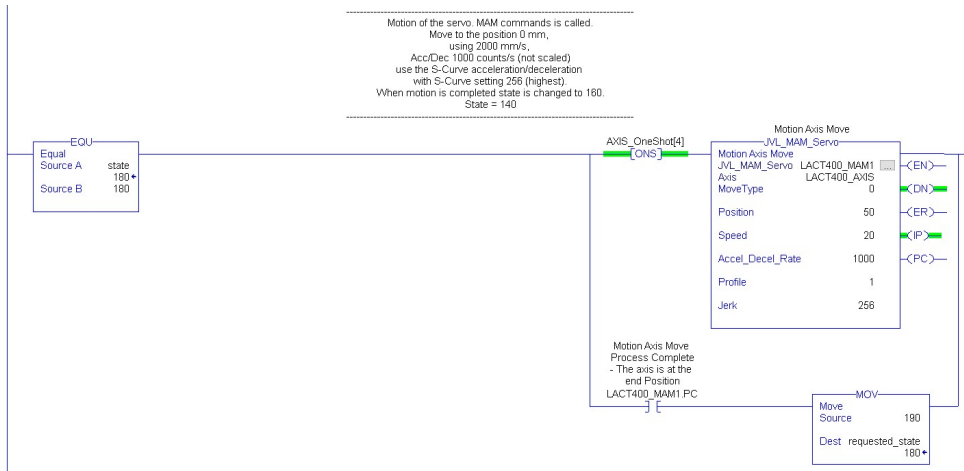 Motion of the servo. MAM commands is called.
Move to the position 0 mm,
using 2000 mm/s,
Acc/Dec 1000 counts/s (not scaled)
use the S-Curve acceleration/deceleration
with S-Curve setting 256 (highest).
When motion is completed state is changed to 160.
State = 140
EQU
Equal
Source A state
180
Source B 180
AXIS_OneShot[4]
ONS
Motion Axis Move
JVL_MAM_Servo
Motion Axis Move
JVL_MAM_Servo LACT400_MAM1 ...
Axis LACT400_AXIS
MoveType 0
Position 50
Speed 20
Accel_Decel_Rate 1000
Profile 1
Jerk 256
EN
DN
ER
IP
PC
Motion Axis Move
Process Complete
- The axis is at the
end Position
LACT400_MAM1.PC
MOV
Move
Source 190
Dest requested_state
180